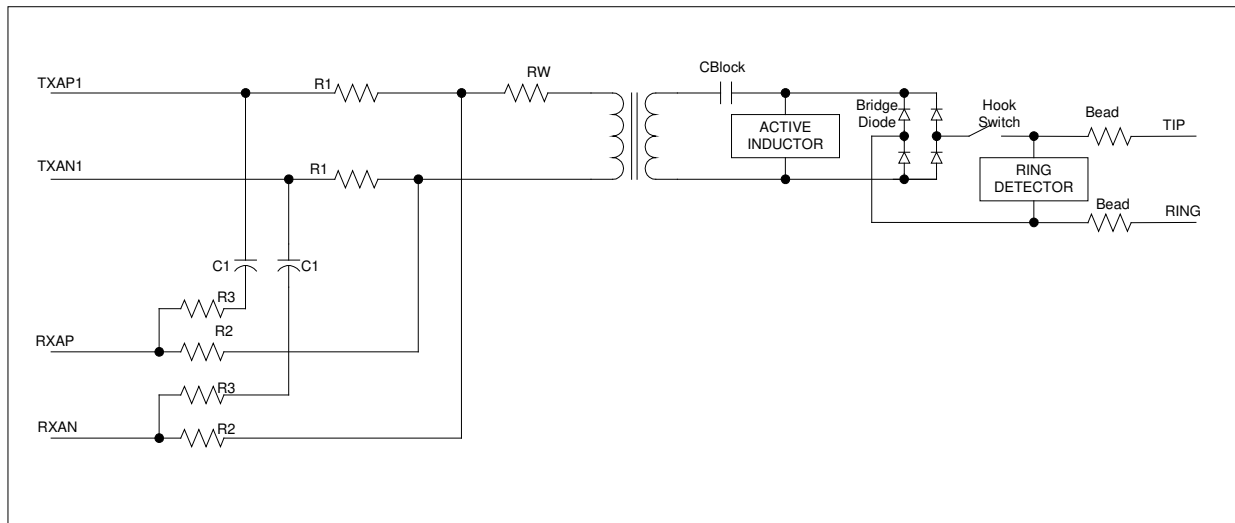 TXAP1
R1
RW
CBlock
Bridge
Diode
Hook
Switch
Bead
TIP
ACTIVE
INDUCTOR
TXAN1
R1
RING
DETECTOR
Bead
RING
C1
C1
R3
RXAP
R2
R3
RXAN
R2